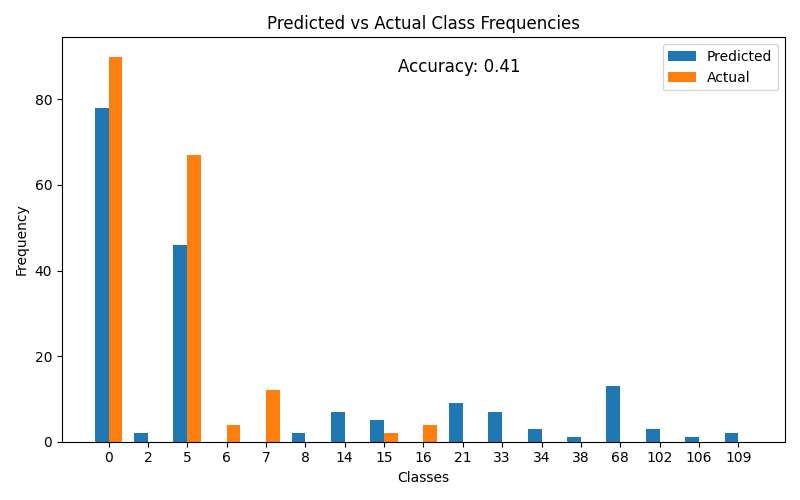 Predicted vs Actual Class Frequencies
Accuracy: 0.41
Predicted
Actual
80
60
40
20
0
Frequency
0 2 5 6 7 8 14 15 16 21 33 34 38 68 102 106 109
Classes